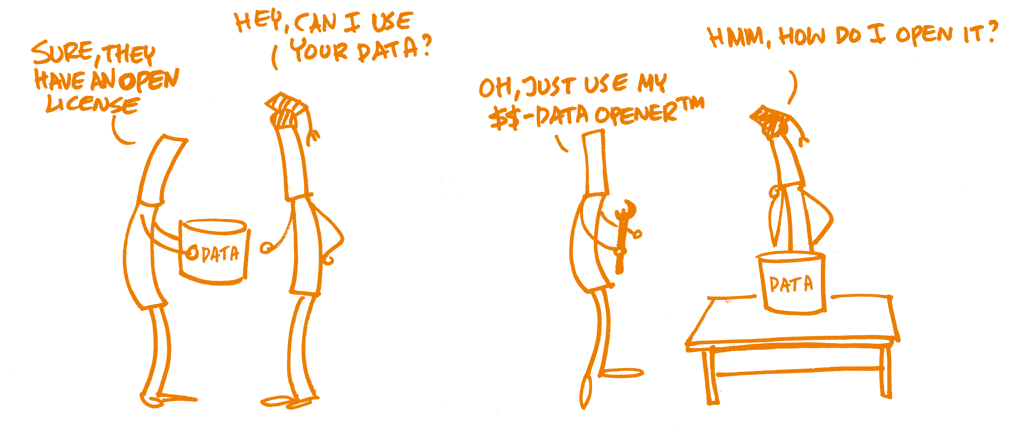 HEY, CAN I USE
YOUR DATA?
SURE, THEY
HAVE AN OPEN
LICENSE
DATA
HMM, HOW DO I OPEN IT?
OH, JUST USE MY
$$-DATA OPENER™
DATA